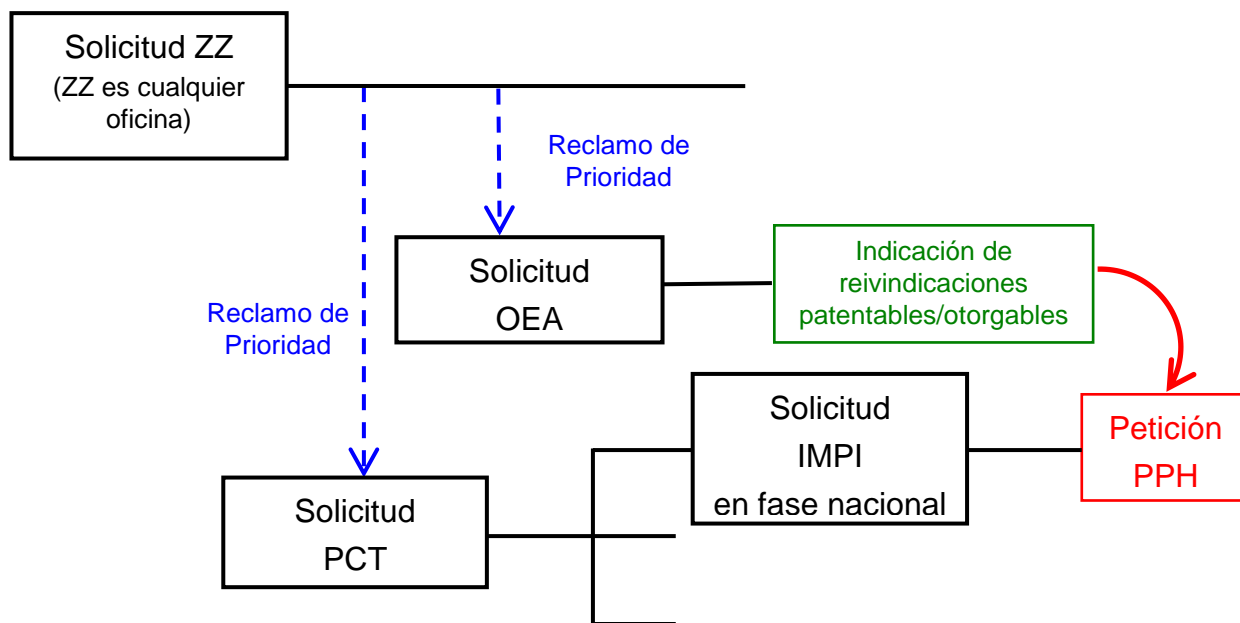 Solicitud ZZ
(ZZ es cualquier
oficina)
Reclamo de
Prioridad
Solicitud
OEA
Indicación de
reivindicaciones
patentables/otorgables
Reclamo de
Prioridad
Solicitud
IMPI
en fase nacional
Petición
PPH
Solicitud
PCT